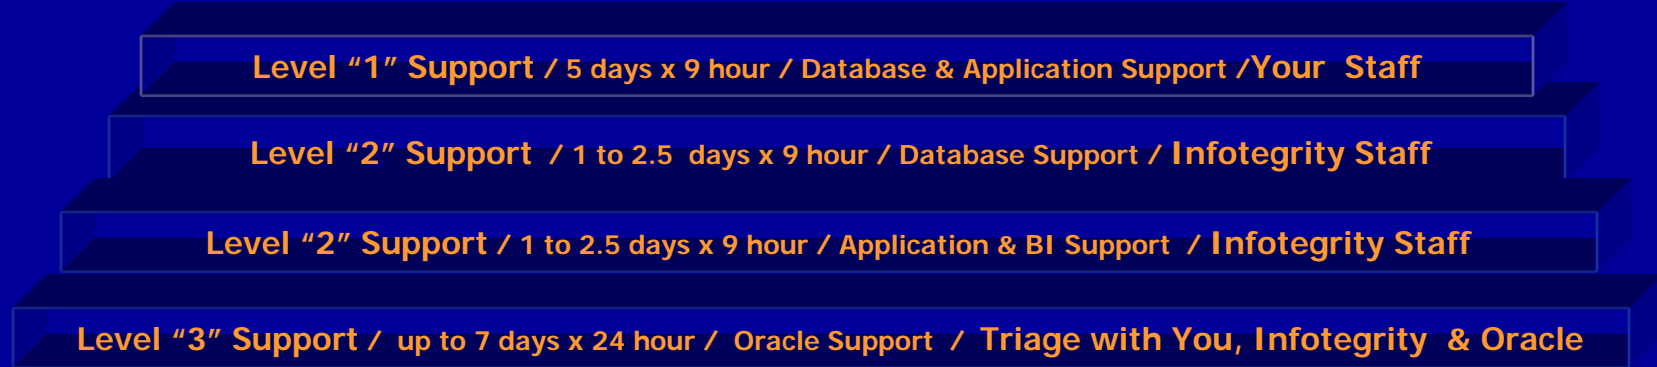 Level “1” Support / 5 days x 9 hour / Database & Application Support /Your Staff
Level “2” Support / 1 to 2.5 days x 9 hour / Database Support / Infotegrity Staff
Level “2” Support / 1 to 2.5 days x 9 hour / Application & BI Support / Infotegrity Staff
Level “3” Support / up to 7 days x 24 hour / Oracle Support / Triage with You, Infotegrity & Oracle